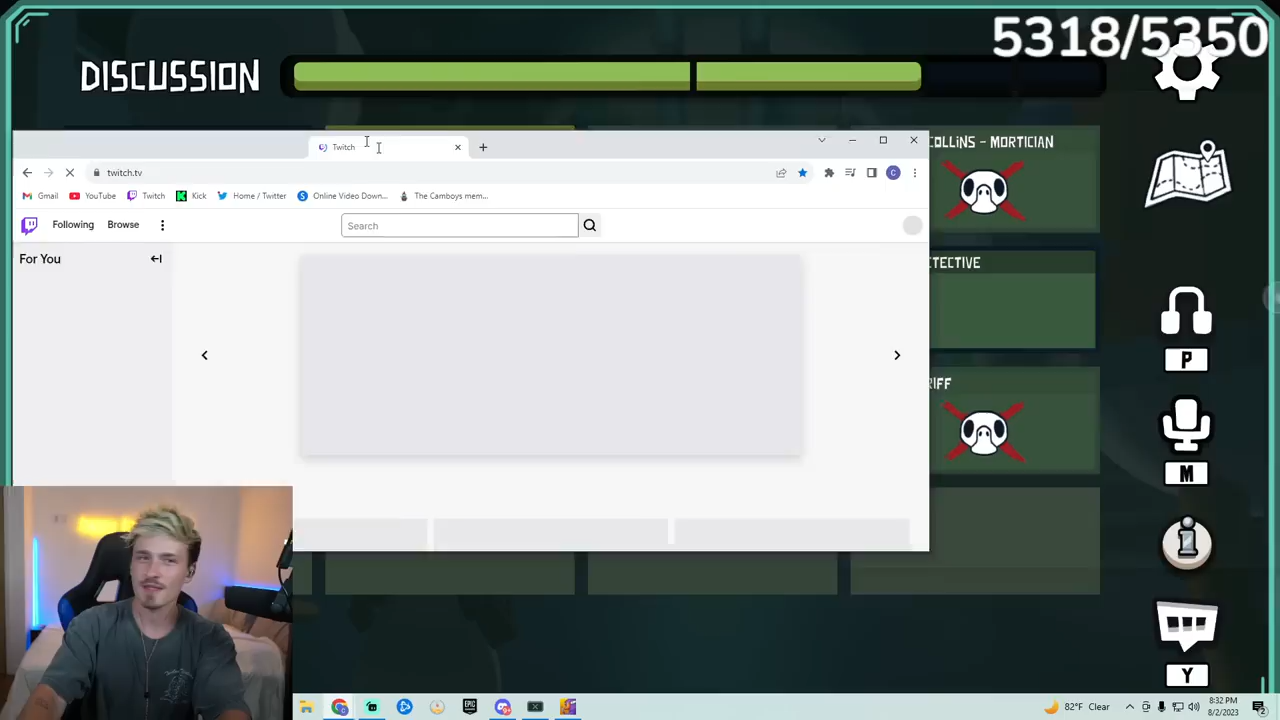 5318/5350
DISCUSSION
COLLINS - MORTICIAN
Twitch
twitch.tv
C
Gmail
YouTube
Twitch
Kick
Home / Twitter
Online Video Down...
The Camboys mem...
Following
Browse
Search
For You
ETECTIVE
RIFF
P
M
Y
82°F Clear
8:32 PM
8/2/2023
2